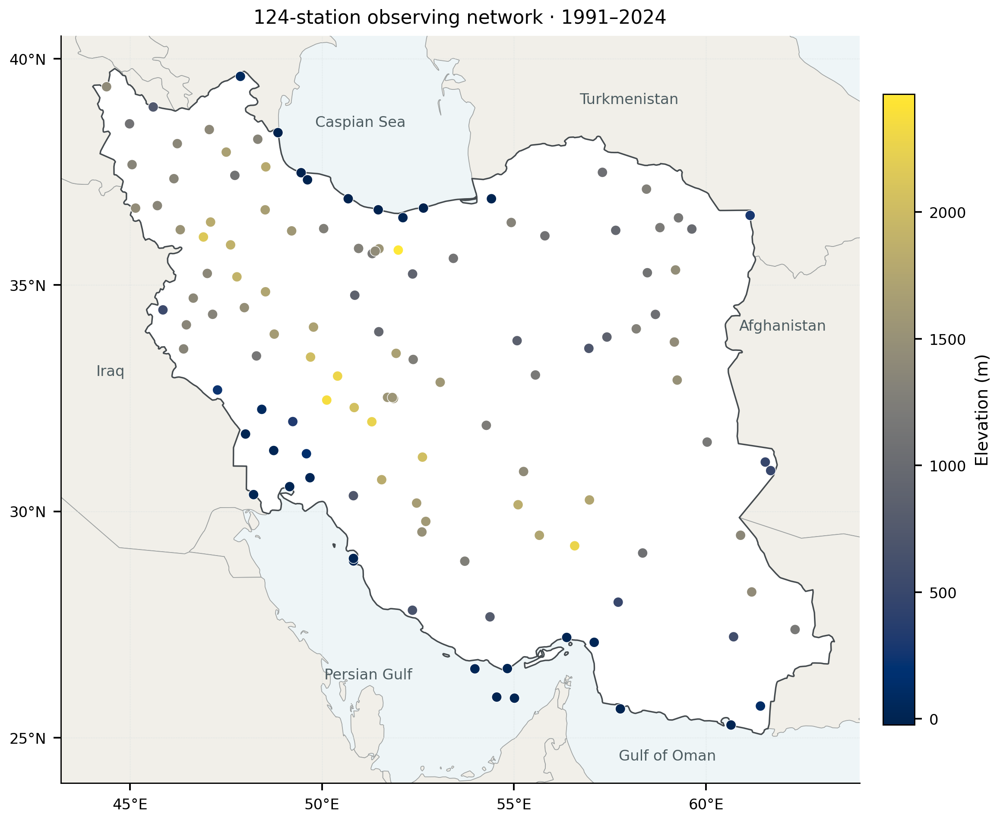 124-station observing network · 1991–2024
40°N
35°N
30°N
25°N
45°E
50°E
55°E
60°E
Turkmenistan
Caspian Sea
Afghanistan
Iraq
Persian Gulf
Gulf of Oman
2000
1500
1000
500
0
Elevation (m)